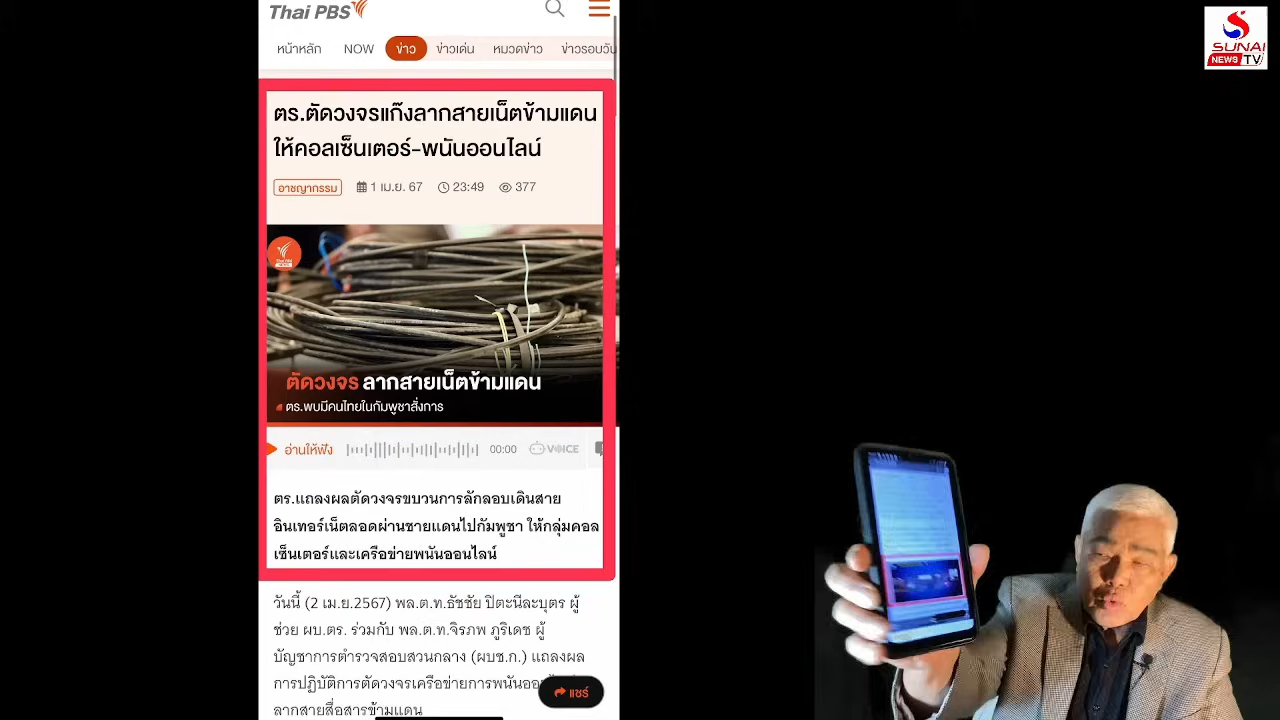 Thai PBS
หน้าหลัก NOW ข่าว ข่าวเด่น หมวดข่าว ข่าวรอบวัน
SUNAI
NEWS TV
ตร.ตัดวงจรแก๊งลากสายเน็ตข้ามแดน
ให้คอลเซ็นเตอร์-พนันออนไลน์
อาชญากรรม 1 เม.ย. 67 23:49 377
Thai PBS
NEWS
ตัดวงจร ลากสายเน็ตข้ามแดน
ตร.พบมีคนไทยในกัมพูชาสั่งการ
อ่านให้ฟัง 00:00 VOICE
ตร.แถลงผลตัดวงจรขบวนการลักลอบเดินสาย
อินเทอร์เน็ตลอดผ่านชายแดนไปกัมพูชา ให้กลุ่มคอล
เซ็นเตอร์และเครือข่ายพนันออนไลน์
วันนี้ (2 เม.ย.2567) พล.ต.ท.ธัชชัย ปิตะนีละบุตร ผู้
ช่วย ผบ.ตร. ร่วมกับ พล.ต.ท.จิรภพ ภูริเดช ผู้
บัญชาการตำรวจสอบสวนกลาง (ผบช.ก.) แถลงผล
การปฏิบัติการตัดวงจรเครือข่ายการพนัน
แชร์
ลากสายสื่อสารข้ามแดน